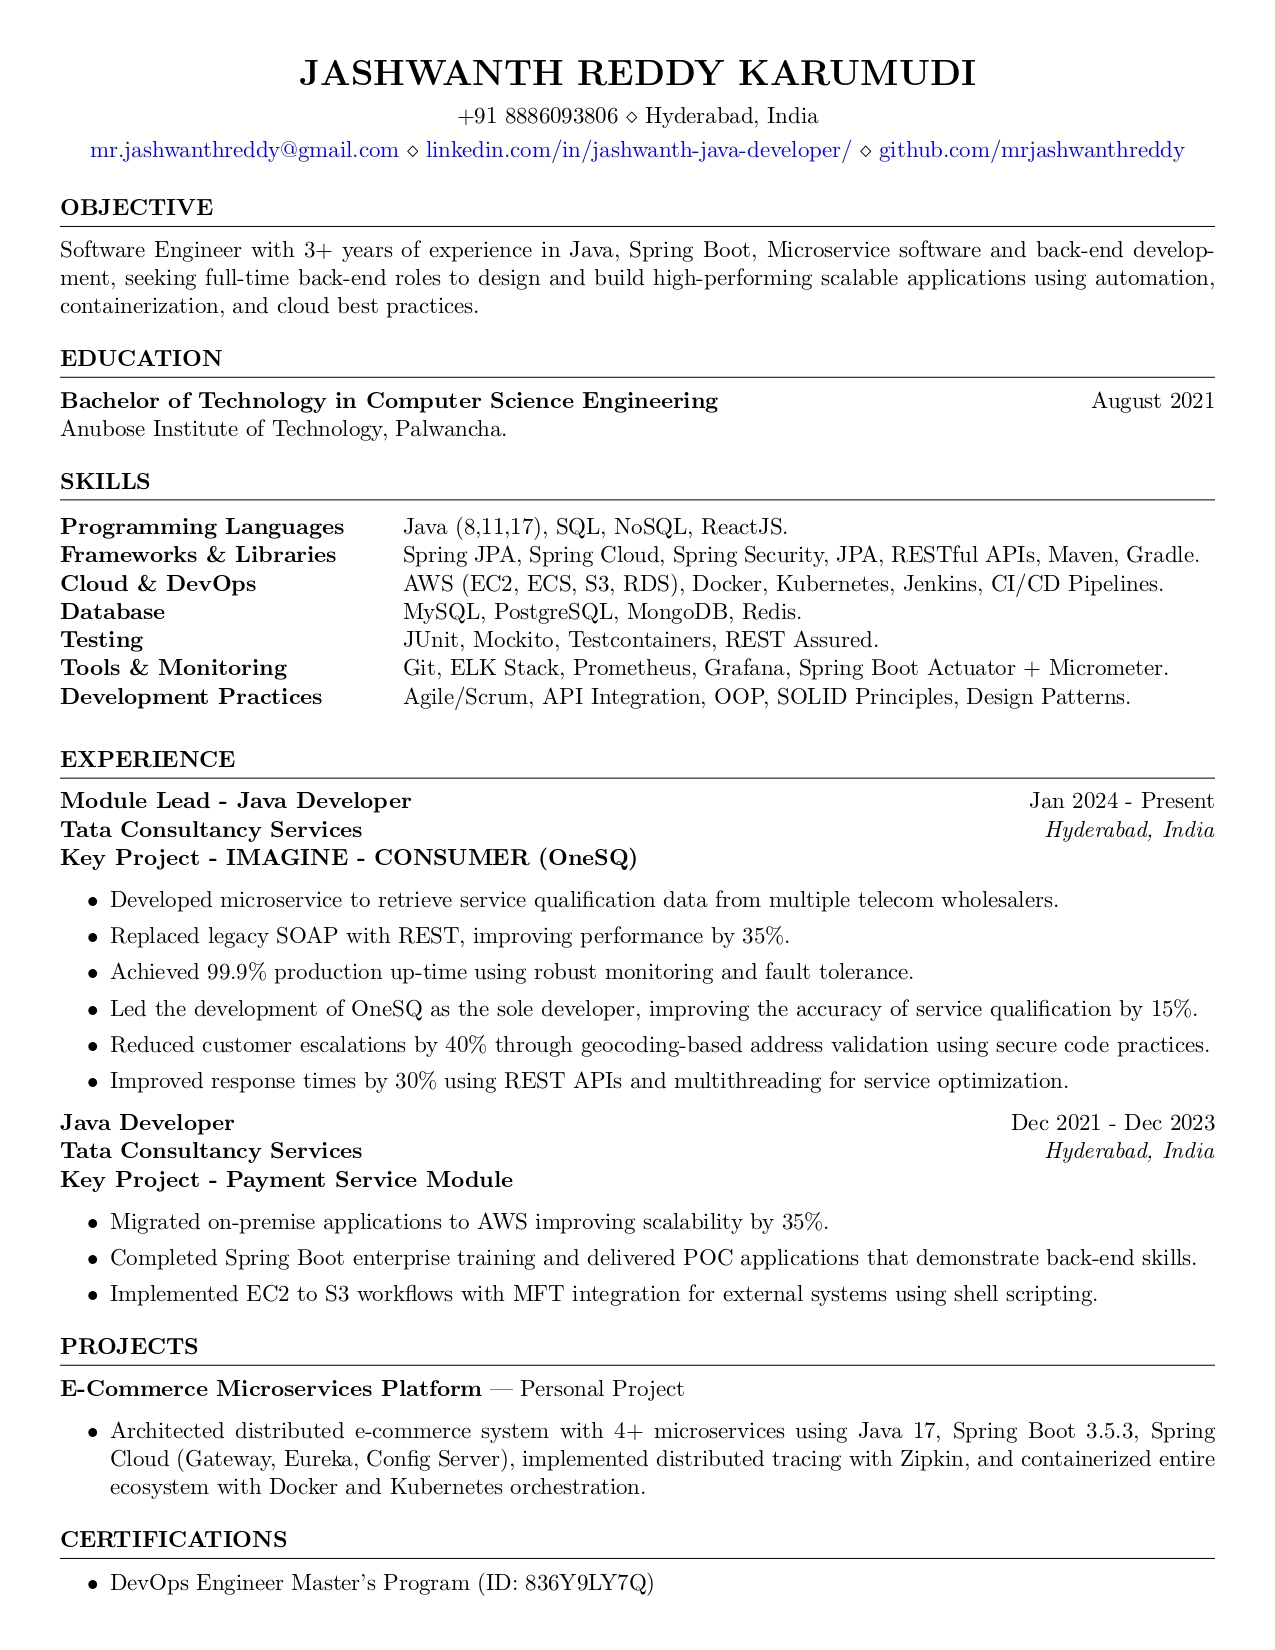 JASHWANTH REDDY KARUMUDI
+91 8886093806 ⋄ Hyderabad, India
mr.jashwanthreddy@gmail.com ⋄ linkedin.com/in/jashwanth-java-developer/ ⋄ github.com/mrjashwanthreddy
OBJECTIVE
Software Engineer with 3+ years of experience in Java, Spring Boot, Microservice software and back-end develop-
ment, seeking full-time back-end roles to design and build high-performing scalable applications using automation,
containerization, and cloud best practices.
EDUCATION
Bachelor of Technology in Computer Science Engineering August 2021
Anubose Institute of Technology, Palwancha.
SKILLS
Programming Languages Java (8,11,17), SQL, NoSQL, ReactJS.
Frameworks & Libraries Spring JPA, Spring Cloud, Spring Security, JPA, RESTful APIs, Maven, Gradle.
Cloud & DevOps AWS (EC2, ECS, S3, RDS), Docker, Kubernetes, Jenkins, CI/CD Pipelines.
Database MySQL, PostgreSQL, MongoDB, Redis.
Testing JUnit, Mockito, Testcontainers, REST Assured.
Tools & Monitoring Git, ELK Stack, Prometheus, Grafana, Spring Boot Actuator + Micrometer.
Development Practices Agile/Scrum, API Integration, OOP, SOLID Principles, Design Patterns.
EXPERIENCE
Module Lead - Java Developer Jan 2024 - Present
Tata Consultancy Services Hyderabad, India
Key Project - IMAGINE - CONSUMER (OneSQ)
• Developed microservice to retrieve service qualification data from multiple telecom wholesalers.
• Replaced legacy SOAP with REST, improving performance by 35%.
• Achieved 99.9% production up-time using robust monitoring and fault tolerance.
• Led the development of OneSQ as the sole developer, improving the accuracy of service qualification by 15%.
• Reduced customer escalations by 40% through geocoding-based address validation using secure code practices.
• Improved response times by 30% using REST APIs and multithreading for service optimization.
Java Developer Dec 2021 - Dec 2023
Tata Consultancy Services Hyderabad, India
Key Project - Payment Service Module
• Migrated on-premise applications to AWS improving scalability by 35%.
• Completed Spring Boot enterprise training and delivered POC applications that demonstrate back-end skills.
• Implemented EC2 to S3 workflows with MFT integration for external systems using shell scripting.
PROJECTS
E-Commerce Microservices Platform — Personal Project
• Architected distributed e-commerce system with 4+ microservices using Java 17, Spring Boot 3.5.3, Spring
Cloud (Gateway, Eureka, Config Server), implemented distributed tracing with Zipkin, and containerized entire
ecosystem with Docker and Kubernetes orchestration.
CERTIFICATIONS
• DevOps Engineer Master's Program (ID: 836Y9LY7Q)